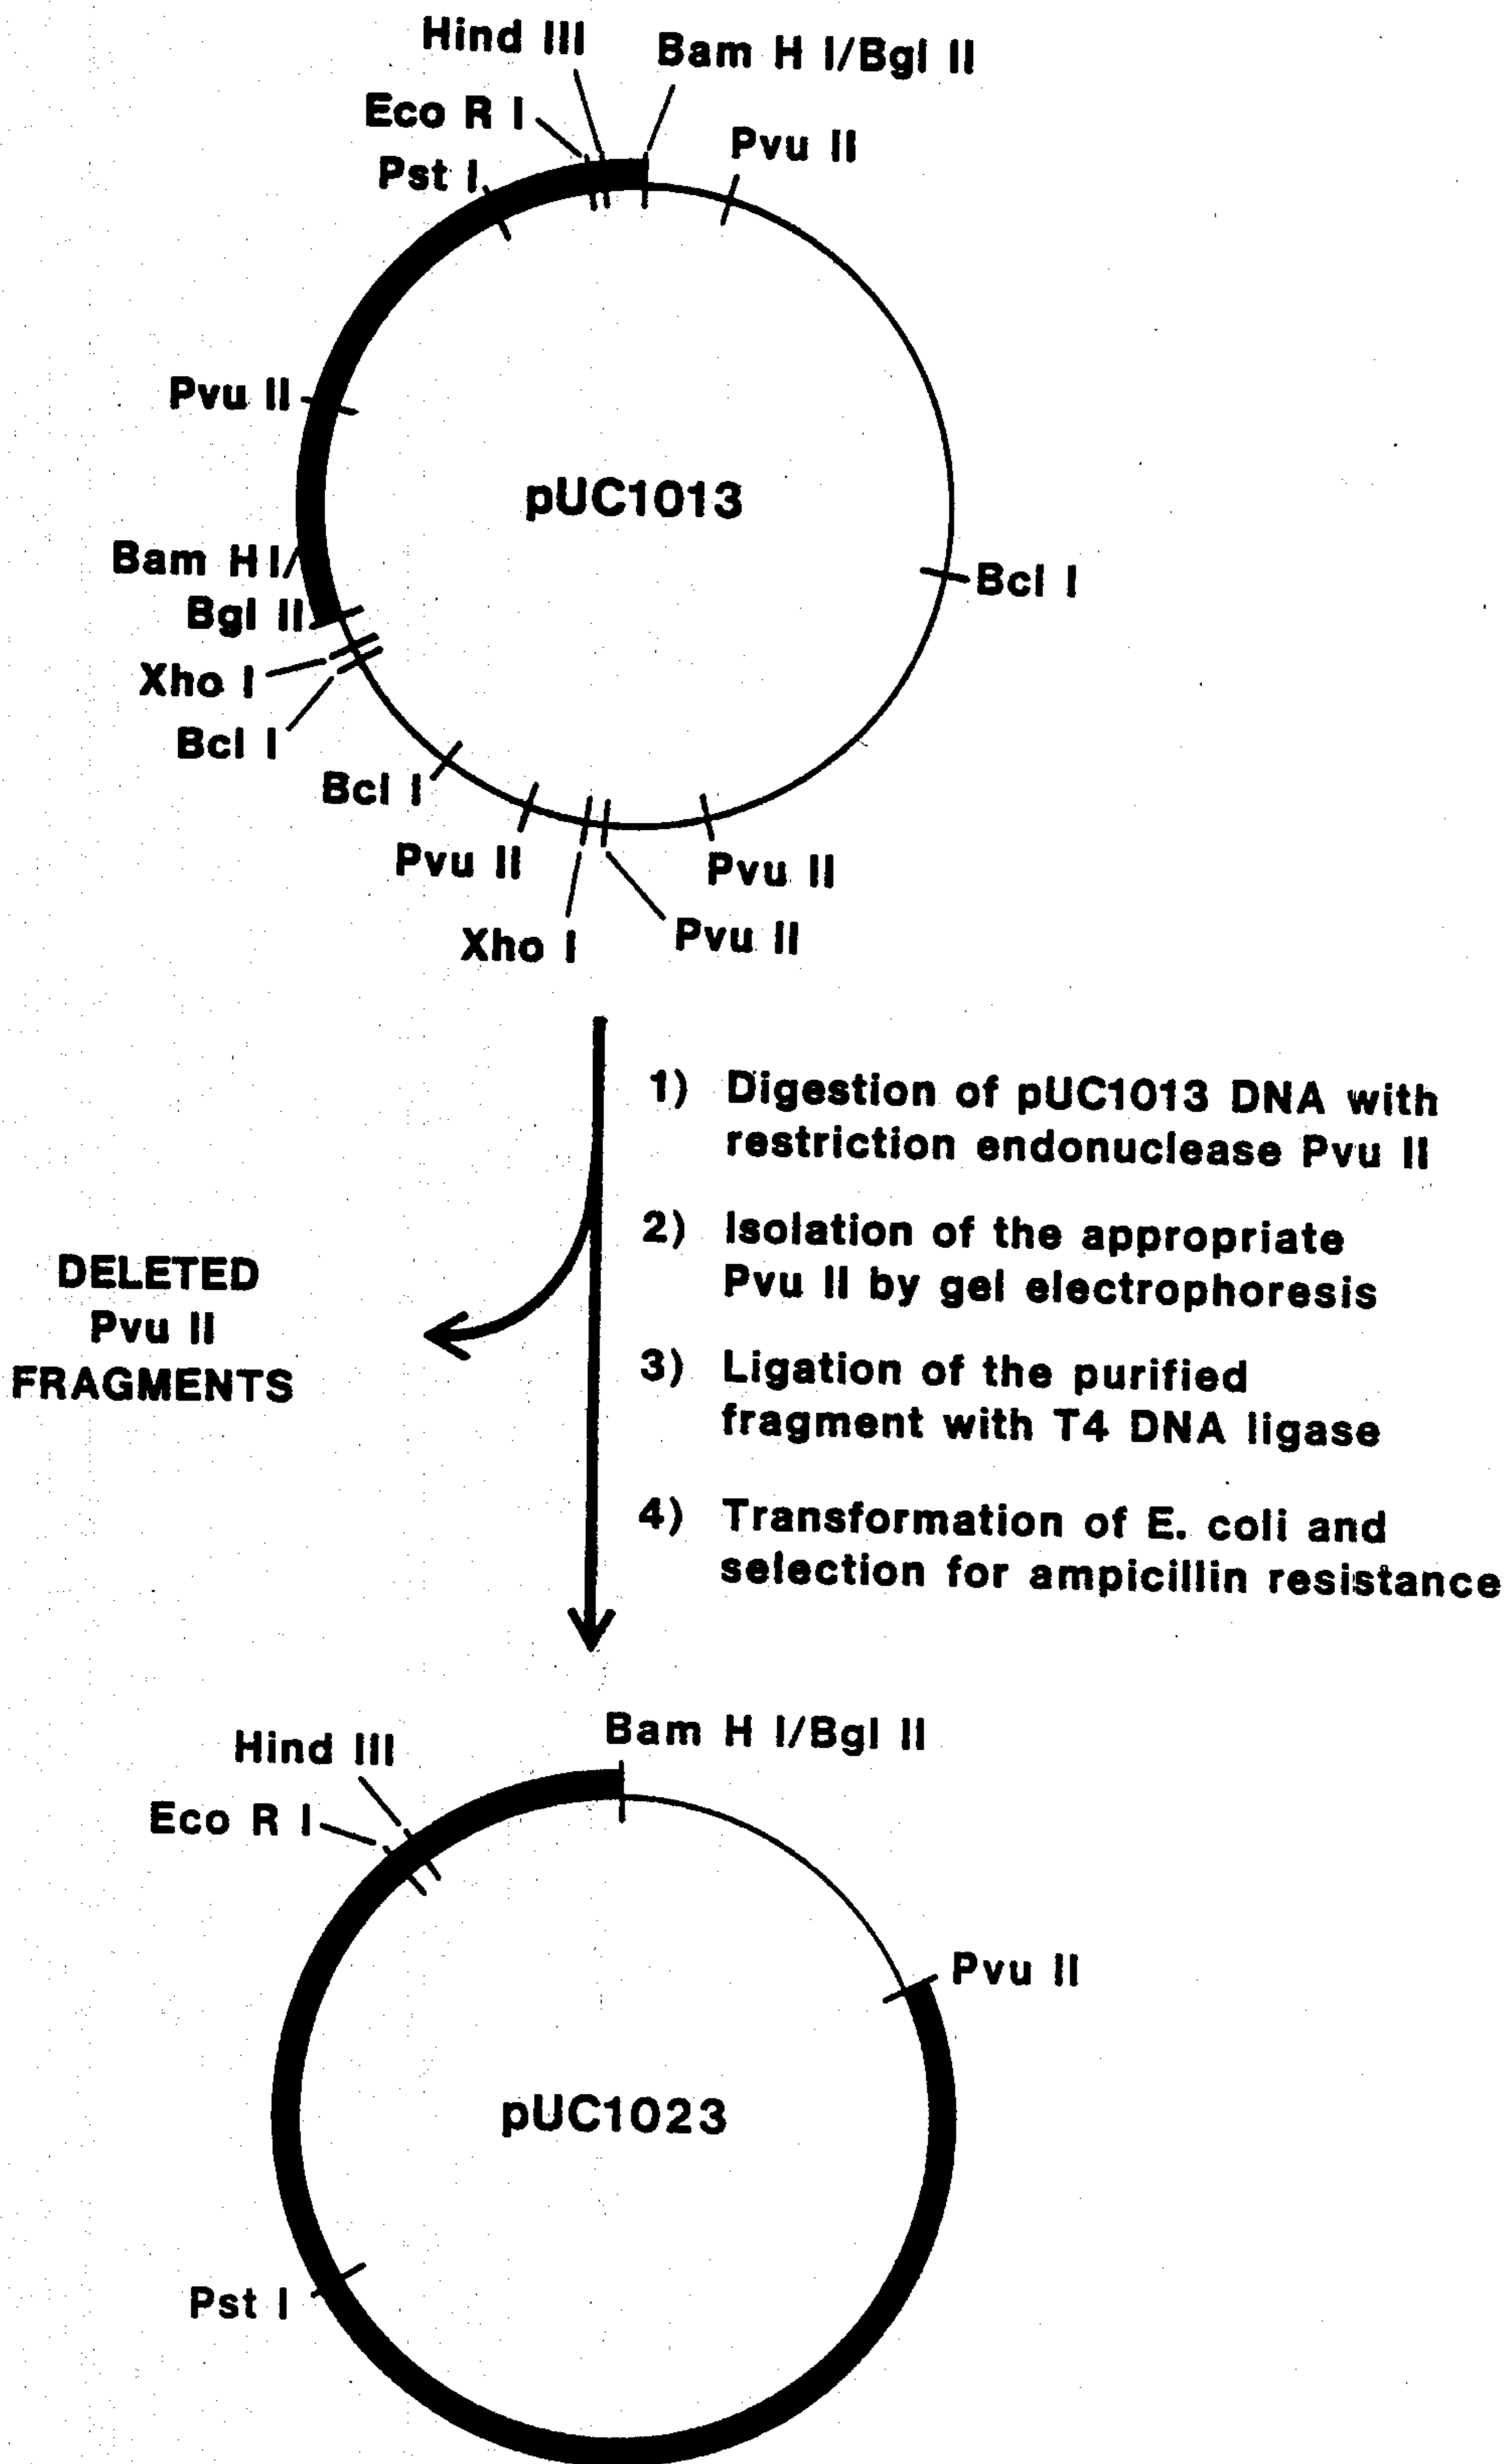 Hind III
Bam H I/Bgl II
Eco R I
Pvu II
Pst I
Pvu II
pUC1013
Bam H I/
Bgl II
Bcl I
Xho I
Bcl I
Bcl I
Pvu II
Pvu II
Xho I
Pvu II
1) Digestion of pUC1013 DNA with
restriction endonuclease Pvu II
2) Isolation of the appropriate
Pvu II by gel electrophoresis
DELETED
Pvu II
FRAGMENTS
3) Ligation of the purified
fragment with T4 DNA ligase
4) Transformation of E. coli and
selection for ampicillin resistance
Bam H I/Bgl II
Hind III
Eco R I
Pvu II
pUC1023
Pst I